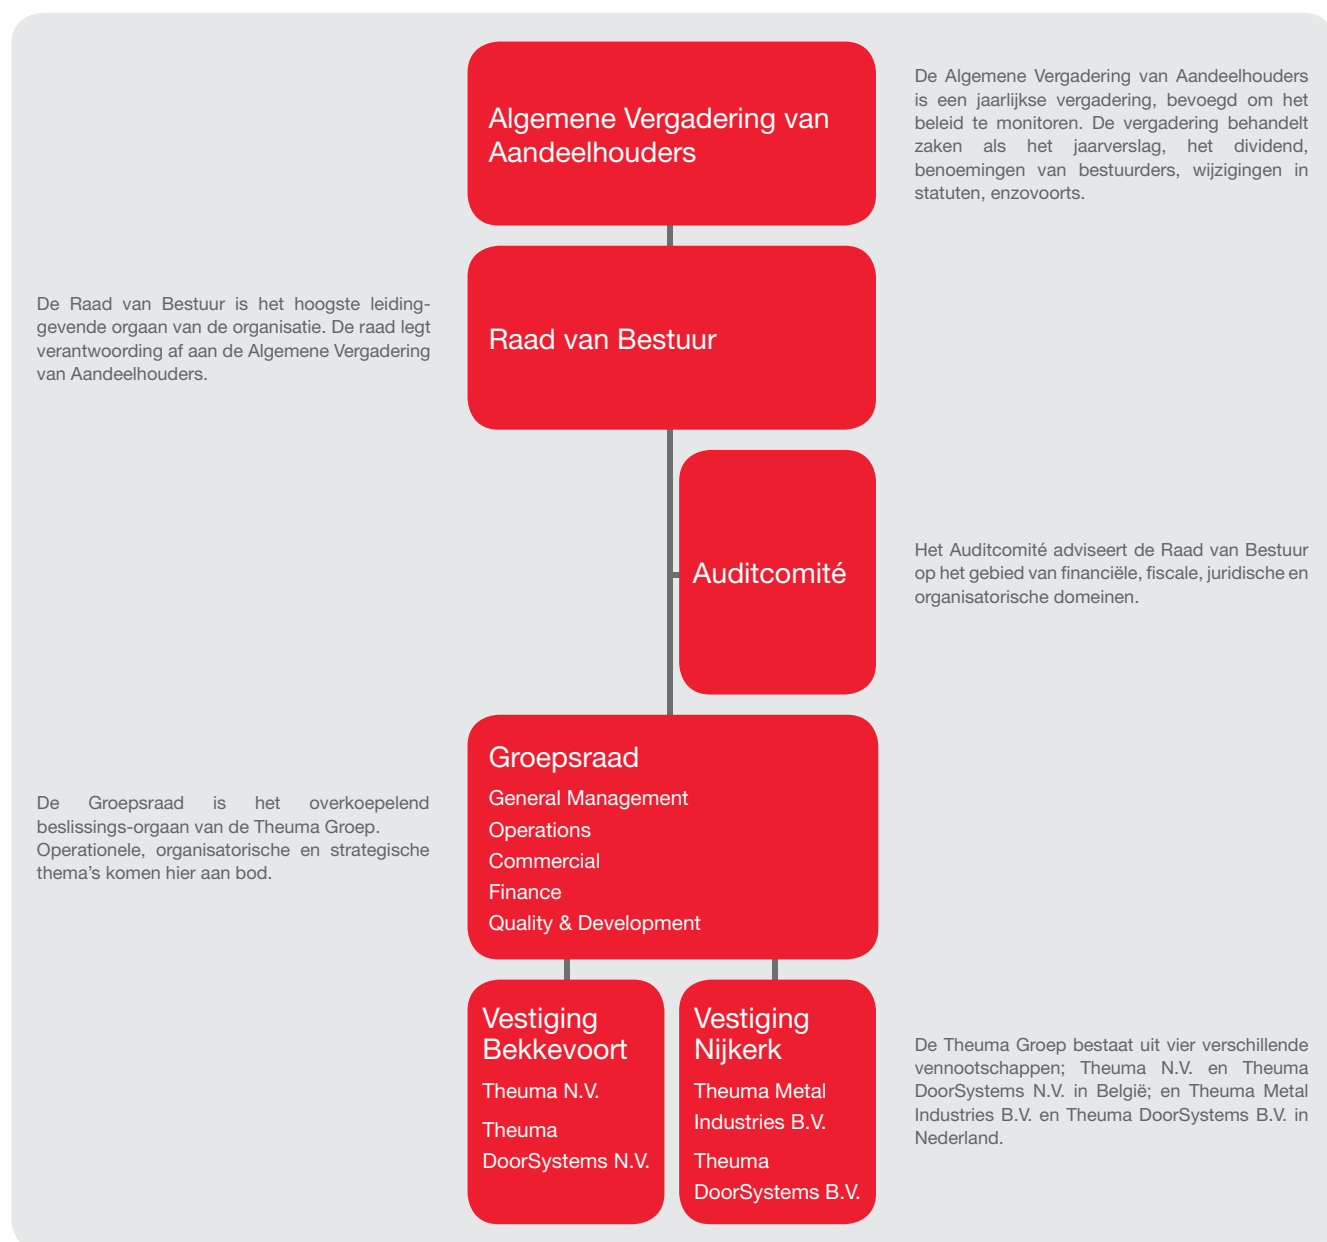 Algemene Vergadering van
Aandeelhouders
De Algemene Vergadering van Aandeelhouders
is een jaarlijkse vergadering, bevoegd om het
beleid te monitoren. De vergadering behandelt
zaken als het jaarverslag, het dividend,
benoemingen van bestuurders, wijzigingen in
statuten, enzovoorts.
De Raad van Bestuur is het hoogste leiding-
gevende orgaan van de organisatie. De raad legt
verantwoording af aan de Algemene Vergadering
van Aandeelhouders.
Raad van Bestuur
Auditcomité
Het Auditcomité adviseert de Raad van Bestuur
op het gebied van financiële, fiscale, juridische en
organisatorische domeinen.
De Groepsraad is het overkoepelend
beslissings-orgaan van de Theuma Groep.
Operationele, organisatorische en strategische
thema's komen hier aan bod.
Groepsraad
General Management
Operations
Commercial
Finance
Quality & Development
Vestiging
Bekkevoort
Theuma N.V.
Theuma
DoorSystems N.V.
Vestiging
Nijkerk
Theuma Metal
Industries B.V.
Theuma
DoorSystems B.V.
De Theuma Groep bestaat uit vier verschillende
vennootschappen; Theuma N.V. en Theuma
DoorSystems N.V. in België; en Theuma Metal
Industries B.V. en Theuma DoorSystems B.V. in
Nederland.